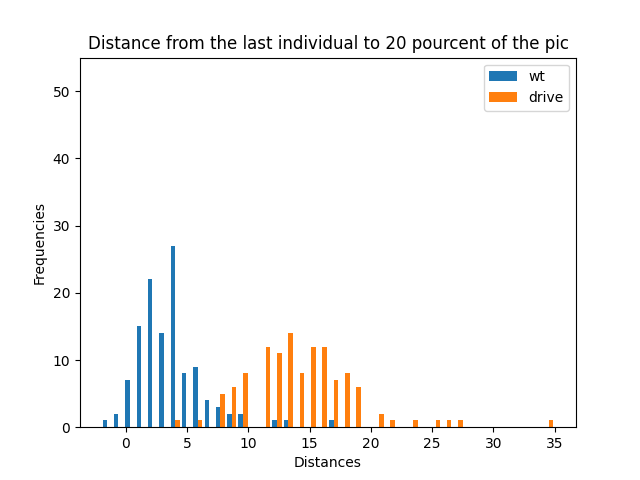 Distance from the last individual to 20 pourcent of the pic
wt
drive
50
40
30
20
10
0
Frequencies
0 5 10 15 20 25 30 35
Distances